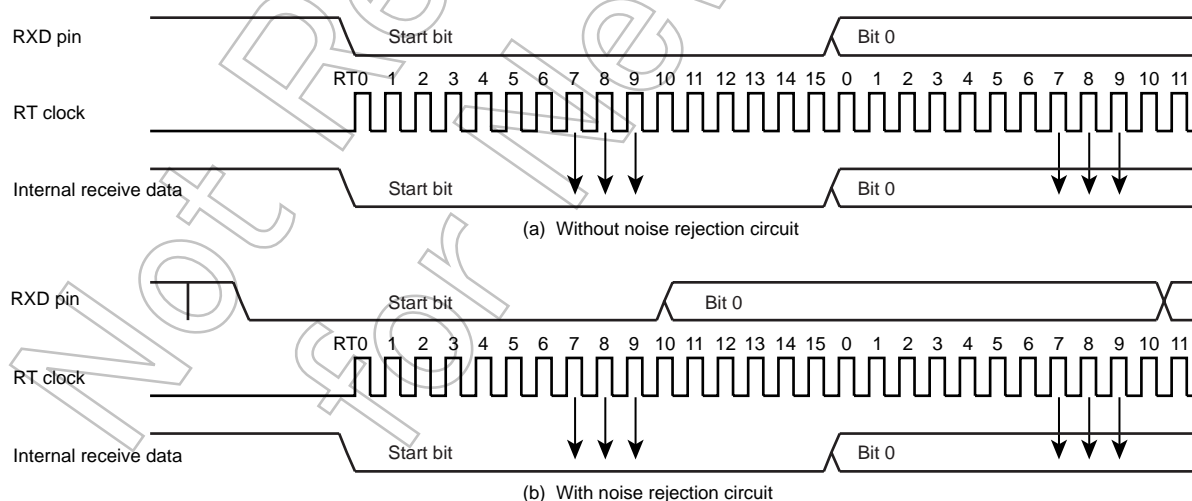 RXD pin Start bit Bit 0
RT0 1 2 3 4 5 6 7 8 9 10 11 12 13 14 15 0 1 2 3 4 5 6 7 8 9 10 11
RT clock
Internal receive data Start bit Bit 0
(a) Without noise rejection circuit
RXD pin Start bit Bit 0
RT0 1 2 3 4 5 6 7 8 9 10 11 12 13 14 15 0 1 2 3 4 5 6 7 8 9 10 11
RT clock
Internal receive data Start bit Bit 0
(b) With noise rejection circuit
Not Re
for Ne